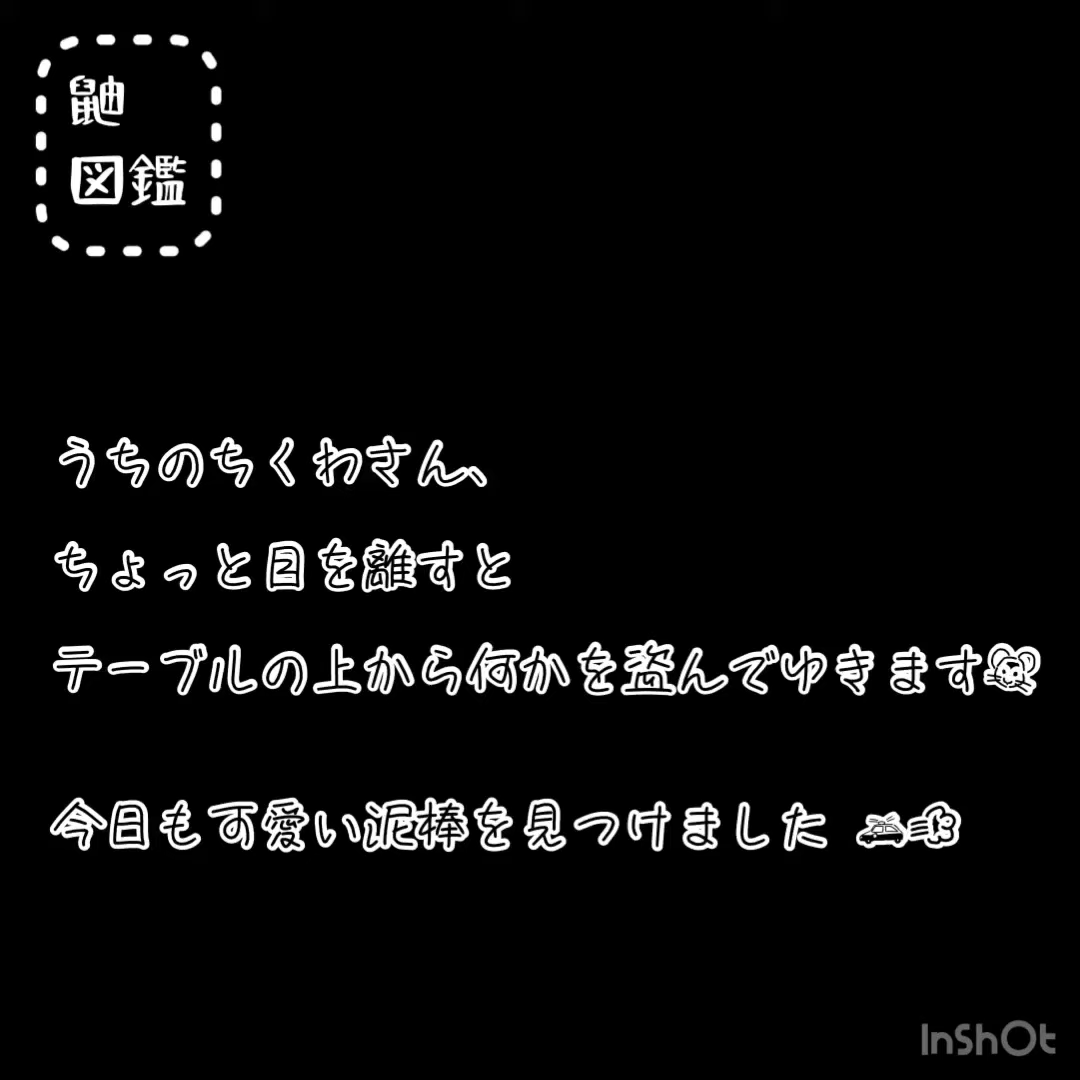 鼬
図鑑
うちのちくわさん、
ちょっと目を離すと
テーブルの上から何かを盗んでゆきます🐭
今日も可愛い泥棒を見つけました 🚓💨
InShOt